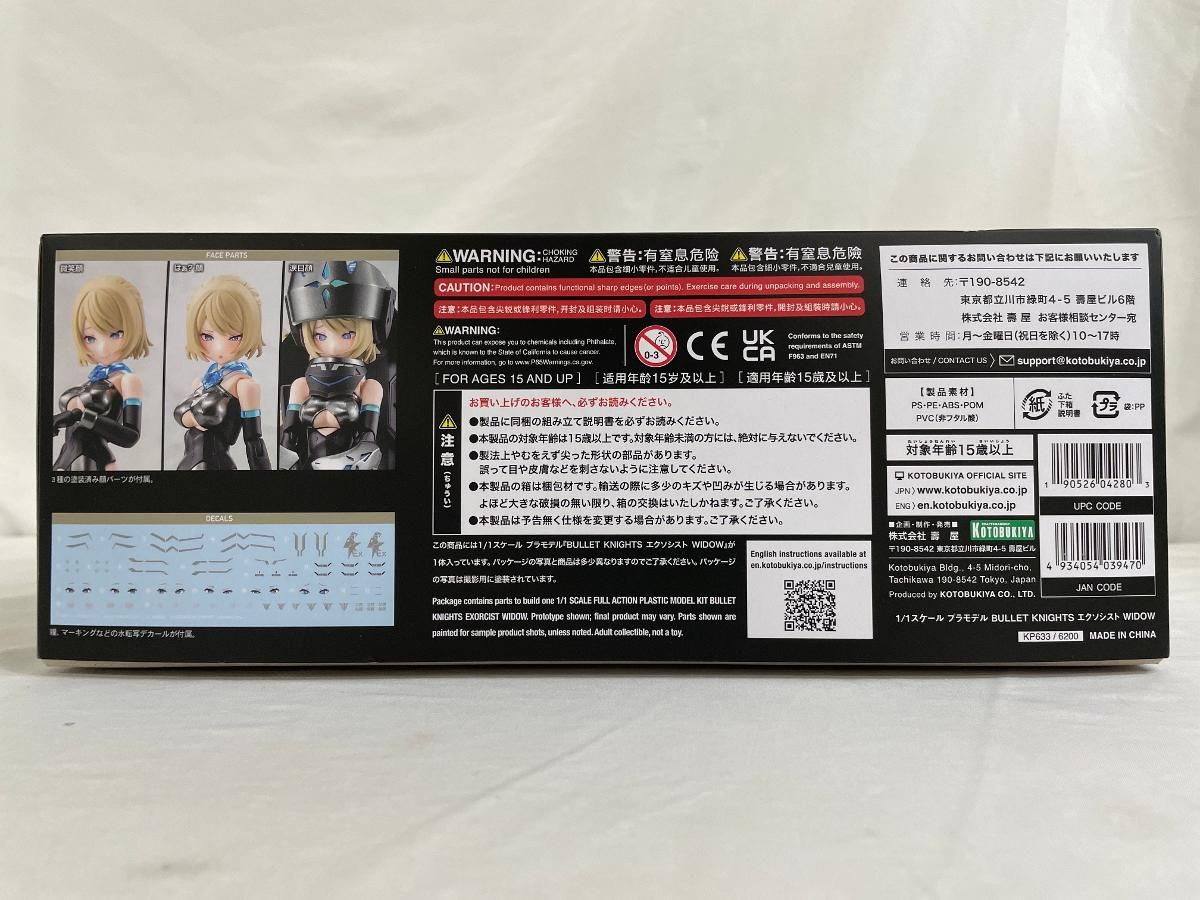 FACE PARTS
微笑顔
はぁ?顔
涙目顔
3種の塗装済み顔パーツが付属。
DECALS
EX EX
瞳、マーキングなどの水転写デカールが付属。
WARNING: CHOKING HAZARD
Small parts not for children
警告:有窒息危险
本品包含细小零件,不适合儿童使用。
警告:有窒息危險
本品包含細小零件,不適合兒童使用。
CAUTION: Product contains functional sharp edges (or points). Exercise care during unpacking and assembly.
注意:本品包含尖锐或锋利零件,开封及组装时请小心。
注意:本品包含尖銳或鋒利零件,開封及組裝時請小心。
WARNING:
This product can expose you to chemicals including Phthalate,
which is known to the State of California to cause cancer.
For more information, go to www.P65Warnings.ca.gov.
0-3
CE
UK
CA
Conforms to the safety
requirements of ASTM
F963 and EN71
[FOR AGES 15 AND UP]
[适用年龄15岁及以上]
[適用年齡15歲及以上]
注意(ちゅうい)
お買い上げのお客様へ、必ずお読みください。
●製品に同梱の組み立て説明書を必ずお読みください。
●本製品の対象年齢は15歳以上です。対象年齢未満の方には、絶対に与えないでください。
●製法上やむをえず尖った形状の部品があります。
誤って目や皮膚などを刺さないように注意してください。
●本製品の箱は梱包材です。輸送の際に多少のキズや凹みが生じる場合があります。
よほど大きな破損の無い限り、箱の交換はいたしかねます。ご了承ください。
●本製品は予告無く仕様を変更する場合があります。ご了承ください。
この商品には1/1スケール プラモデル『BULLET KNIGHTS エクソシスト WIDOW』が
1体入っています。パッケージの写真と商品は多少異なりますのでご了承ください。パッケージ
の写真は撮影用に塗装されています。
Package contains parts to build one 1/1 SCALE FULL ACTION PLASTIC MODEL KIT BULLET
KNIGHTS EXORCIST WIDOW. Prototype shown; final product may vary. Parts shown are
painted for sample product shots, unless noted. Adult collectible, not a toy.
English instructions available at
en.kotobukiya.co.jp/instructions
この商品に関するお問い合わせは下記にお願いいたします
連絡先:〒190-8542
東京都立川市緑町4-5 壽屋ビル6階
株式会社 壽屋 お客様相談センター宛
営業時間:月〜金曜日(祝日を除く)10〜17時
お問い合わせ / CONTACT US
support@kotobukiya.co.jp
【製品素材】
PS・PE・ABS・POM
PVC(非フタル酸)
紙
ふた
下箱
説明書
プラ
袋:PP
たいしょうねんれい さいいじょう
対象年齢15歳以上
KOTOBUKIYA OFFICIAL SITE
JPN〉www.kotobukiya.co.jp
ENG〉en.kotobukiya.co.jp
1 90526 04280 3
UPC CODE
■企画・制作・発売■
株式会社 壽屋
KOTOBUKIYA
〒190-8542 東京都立川市緑町4-5 壽屋ビル
Kotobukiya Bldg., 4-5 Midori-cho,
Tachikawa 190-8542 Tokyo, Japan
Produced by KOTOBUKIYA CO., LTD.
4 934054 039470
JAN CODE
1/1スケール プラモデル BULLET KNIGHTS エクソシスト WIDOW
KP633 / 6200
MADE IN CHINA